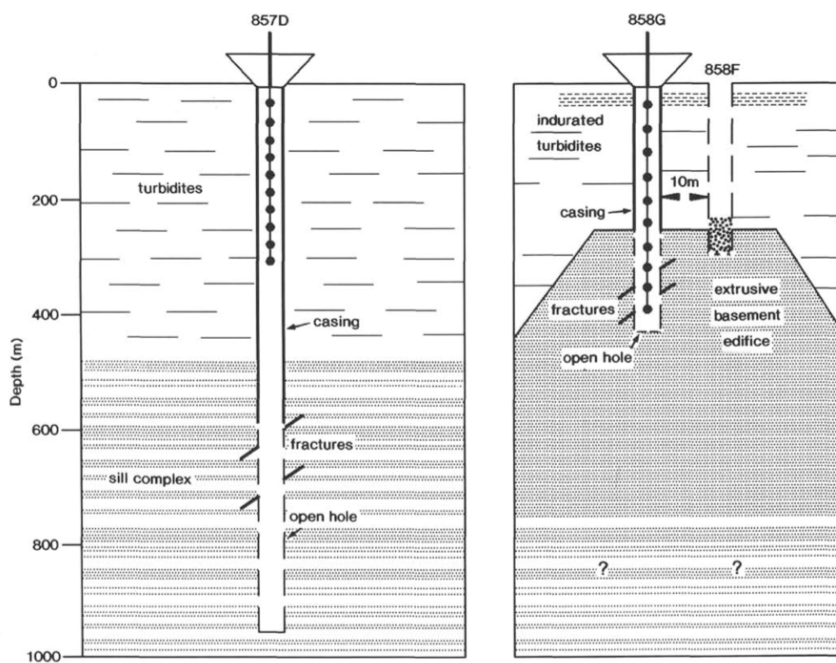 857D
858G
858F
0
200
400
600
800
1000
Depth (m)
turbidites
casing
fractures
sill complex
open hole
indurated
turbidites
10m
casing
fractures
open hole
extrusive
basement
edifice
?
?